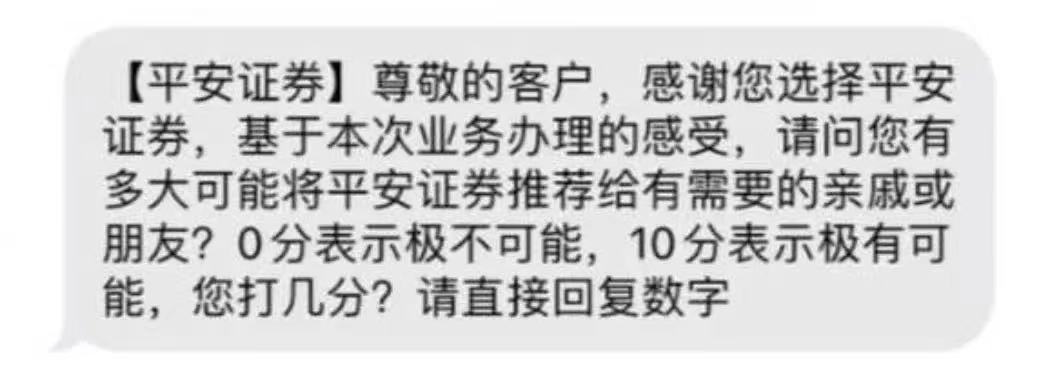 【平安证券】尊敬的客户，感谢您选择平安
证券，基于本次业务办理的感受，请问您有
多大可能将平安证券推荐给有需要的亲戚或
朋友？0分表示极不可能，10分表示极有可
能，您打几分？请直接回复数字